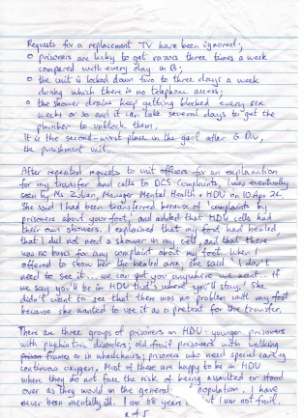 Requests for a replacement TV have been ignored;
o prisoners are lucky to get razors three times a week
compared with every day in B;
o the unit is locked down two to three days a week
during which there is no telephone access;
o the shower drains keep getting blocked every six
weeks or so and it can take several days to get the
plumber to unblock them.
It is the second-worst place in the gaol after G Div,
the punishment unit.
After repeated requests to visit officers for an explanation
for my transfer and calls to DCS Complaints, I was eventually
seen by Ms Zivian, Manager Mental Health & HDU on 10 Apr 26.
She said I had been transferred because of 'complaints by
prisoners about your foot,' and added that HDU cells had
their own showers. I explained that my foot had healed
that I did not need a shower in my cell, and that there
was no basis for any complaint about my foot. When I
offered to show her the healed area, she said 'I don't
need to see it... we can put you anywhere we want. If
we say you'll be in HDU that's where you'll stay.' She
didn't want to see that there was no problem with my foot
because she wanted to use it as a pretext for the transfer.
There are three groups of prisoners in HDU: younger prisoners
with psychiatric disorders; old frail prisoners with walking
frames or in wheelchairs; prisoners who need special care eg
continuous oxygen. Most of these are happy to be in HDU
where they do not face the risk of being assaulted or stood
over as they would in the general population. I have
never been mentally ill. I am 68 years but I am not frail.
4 of 5